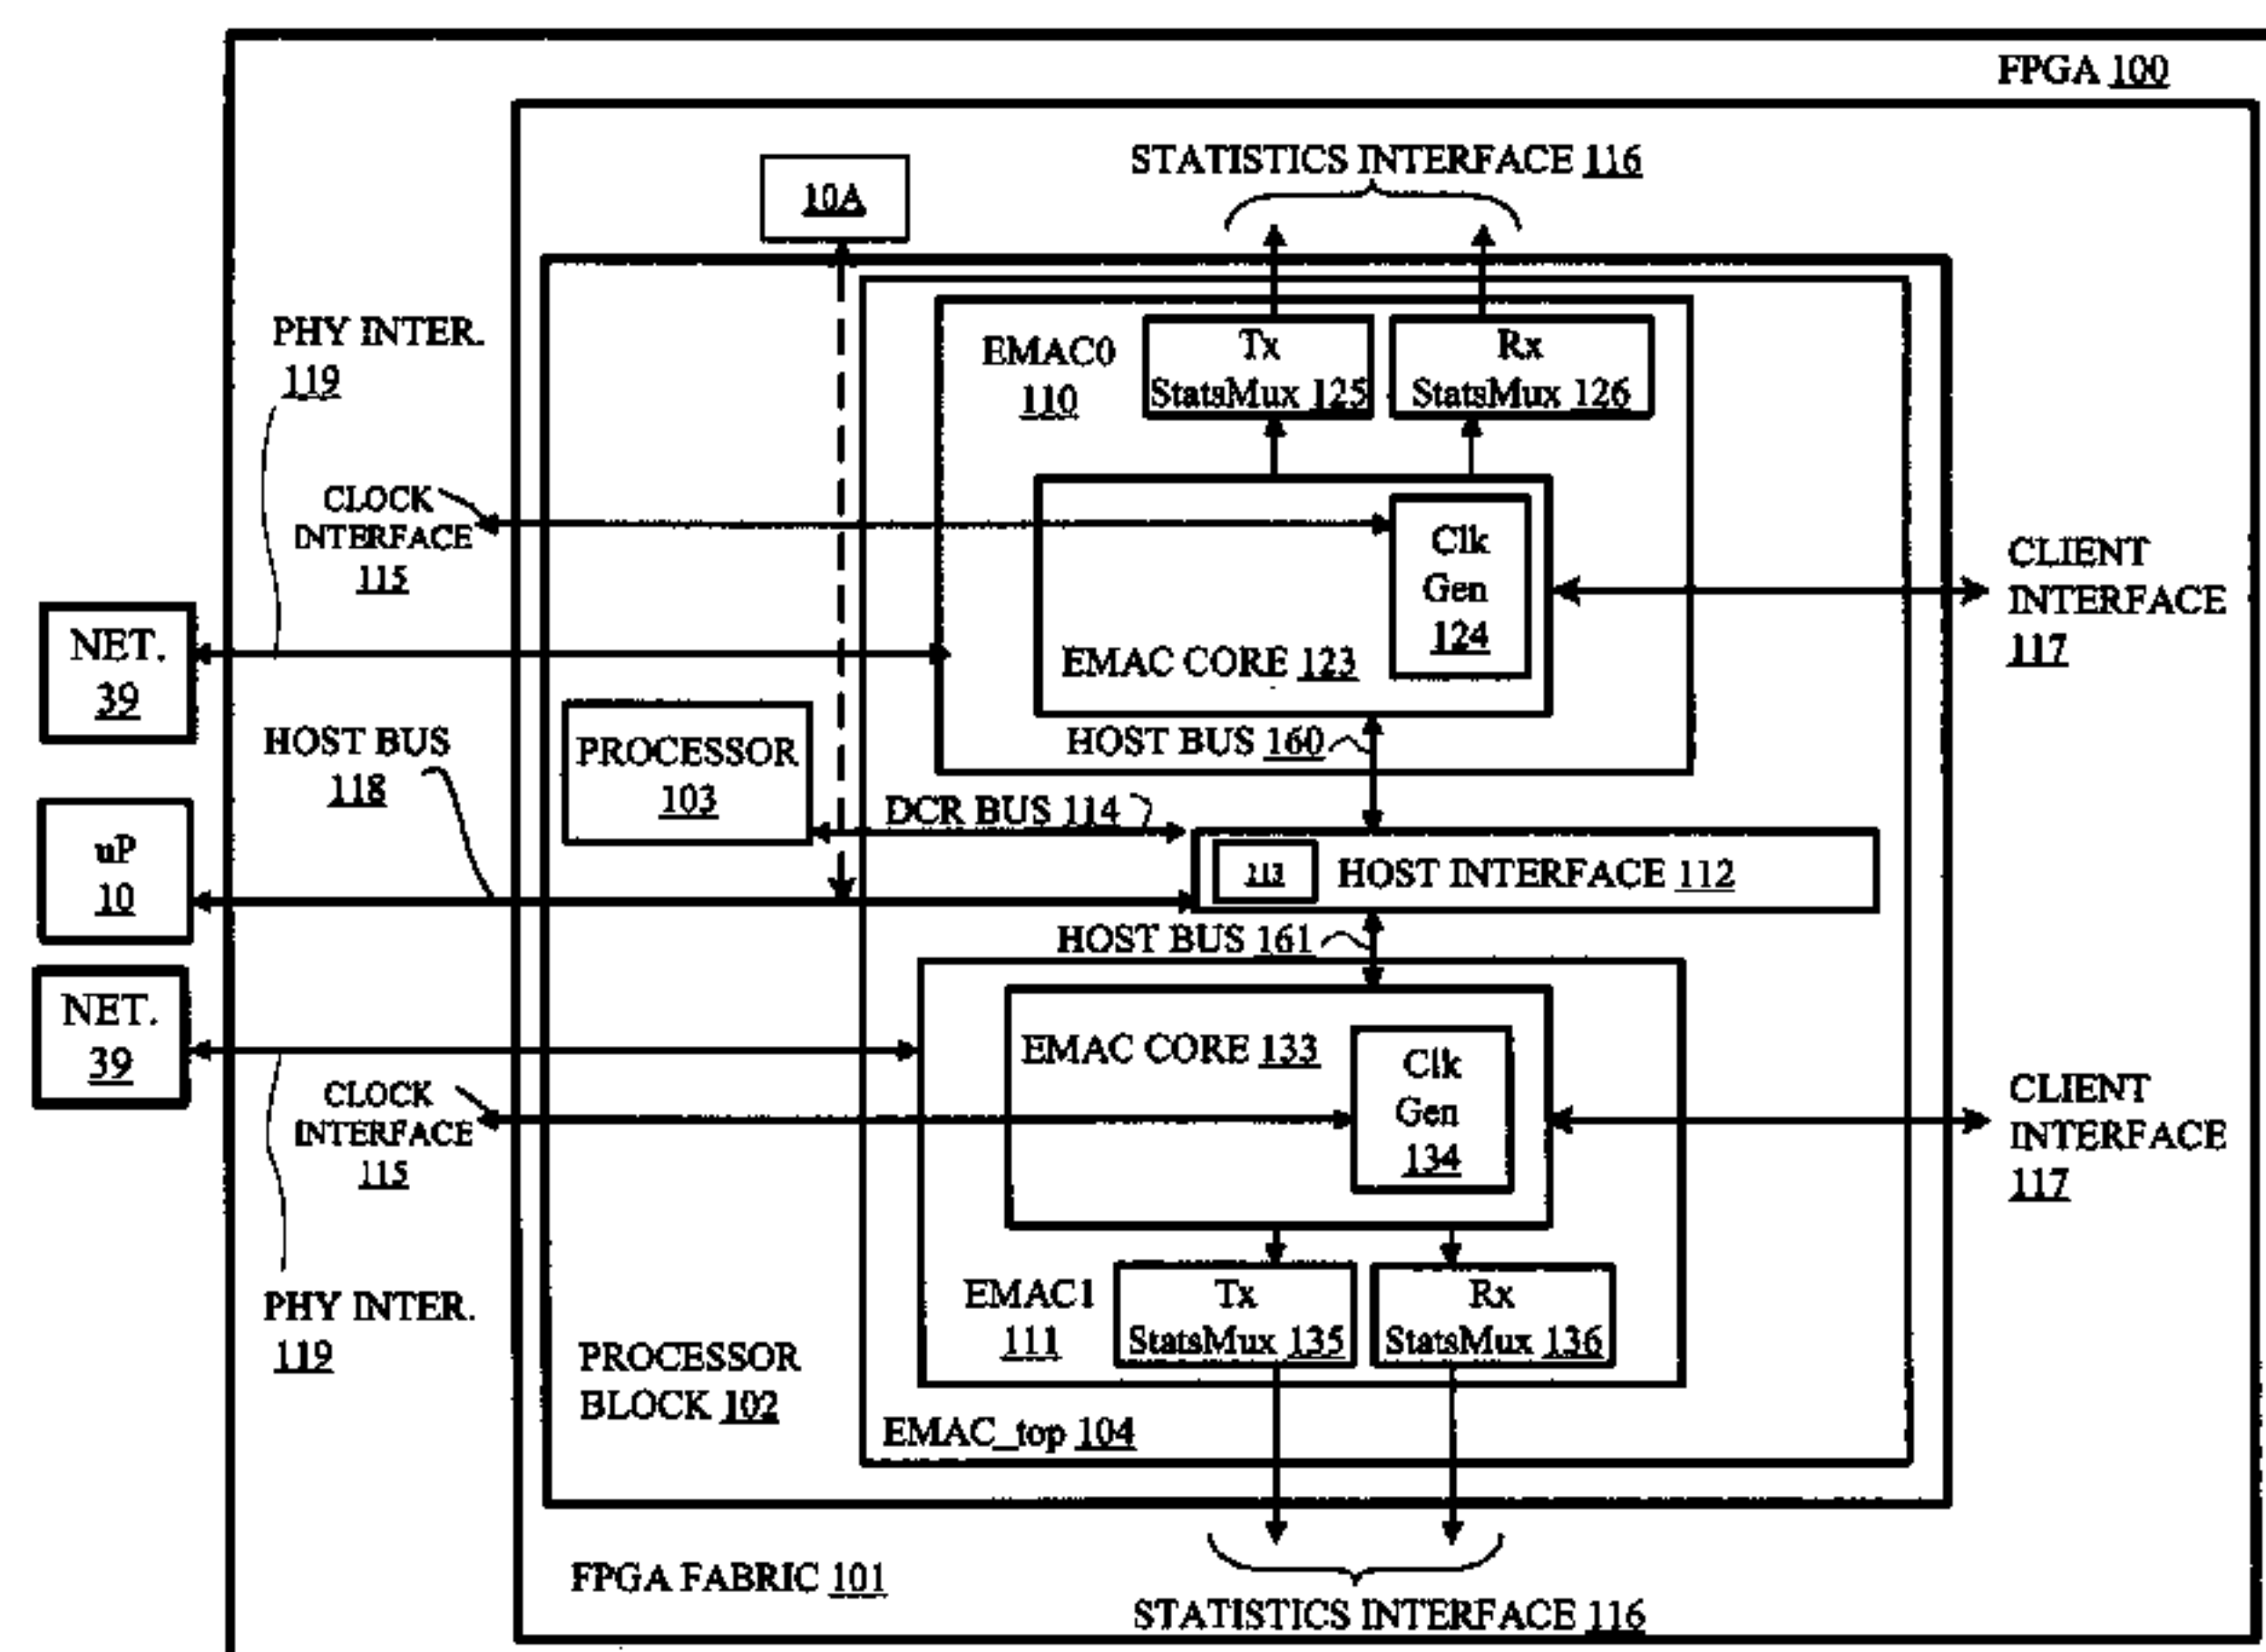 FPGA 100
STATISTICS INTERFACE 116
10A
PHY INTER.
119
EMAC0
110
Tx
StatsMux 125
Rx
StatsMux 126
CLOCK
INTERFACE
115
Clk
Gen
124
CLIENT
INTERFACE
117
NET.
39
EMAC CORE 123
HOST BUS
118
PROCESSOR
103
HOST BUS 160
DCR BUS 114
uP
10
113
HOST INTERFACE 112
HOST BUS 161
NET.
39
EMAC CORE 133
Clk
Gen
134
CLOCK
INTERFACE
115
CLIENT
INTERFACE
117
PHY INTER.
119
EMAC1
111
Tx
StatsMux 135
Rx
StatsMux 136
PROCESSOR
BLOCK 102
EMAC_top 104
FPGA FABRIC 101
STATISTICS INTERFACE 116